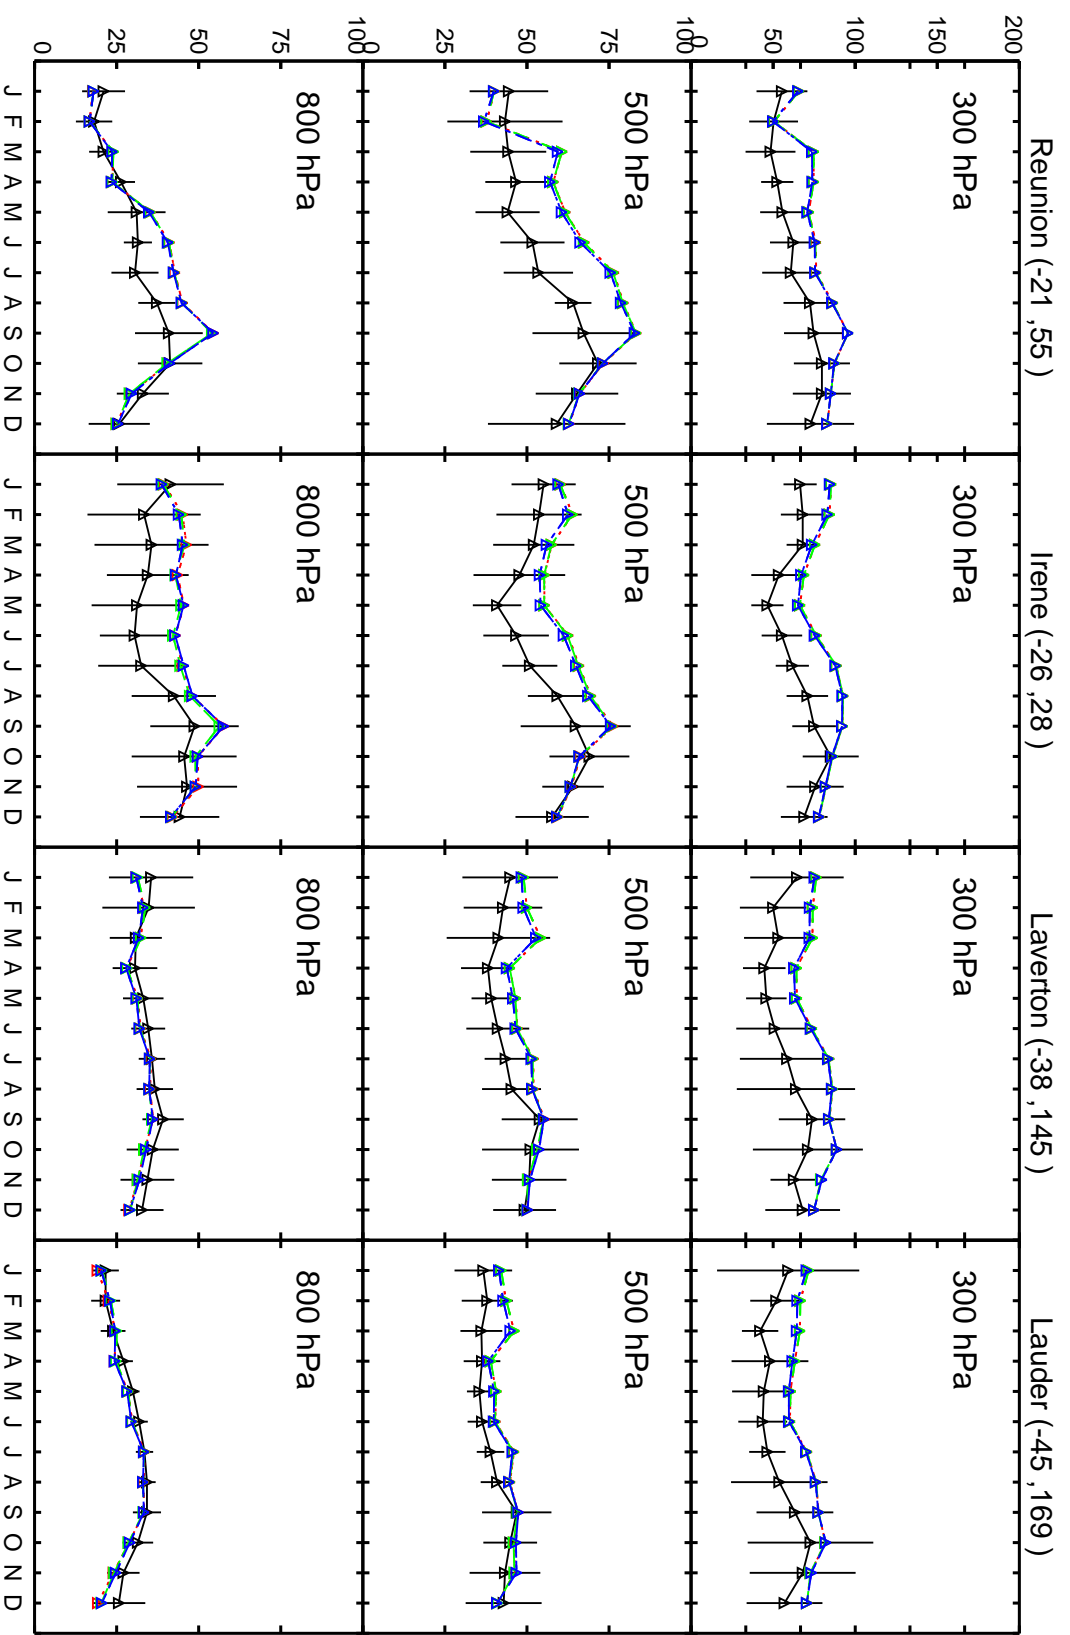 Reunion (-21 ,55 )
Irene (-26 ,28 )
Laverton (-38 ,145 )
Lauder (-45 ,169 )
200
150
100
50
0
300 hPa
300 hPa
300 hPa
300 hPa
100
75
50
25
0
500 hPa
500 hPa
500 hPa
500 hPa
100
75
50
25
0
800 hPa
800 hPa
800 hPa
800 hPa
J F M A M J J A S O N D
J F M A M J J A S O N D
J F M A M J J A S O N D
J F M A M J J A S O N D